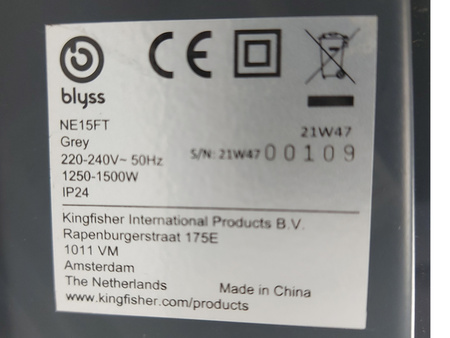 blyss
CE
NE15FT
Grey
220-240V~ 50Hz
1250-1500W
IP24
21W47
S/N: 21W47 00109
Kingfisher International Products B.V.
Rapenburgerstraat 175E
1011 VM
Amsterdam
The Netherlands
Made in China
www.kingfisher.com/products